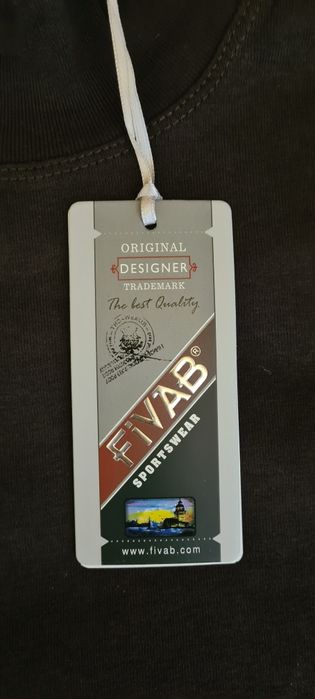 ORIGINAL
DESIGNER
TRADEMARK
The best Quality
FiVAB®
SPORTSWEAR
www.fivab.com